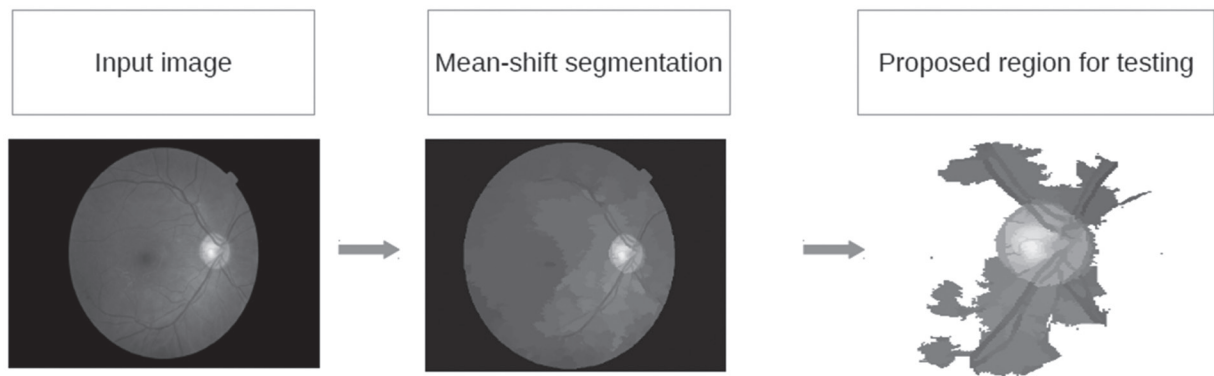 Input image
Mean-shift segmentation
Proposed region for testing